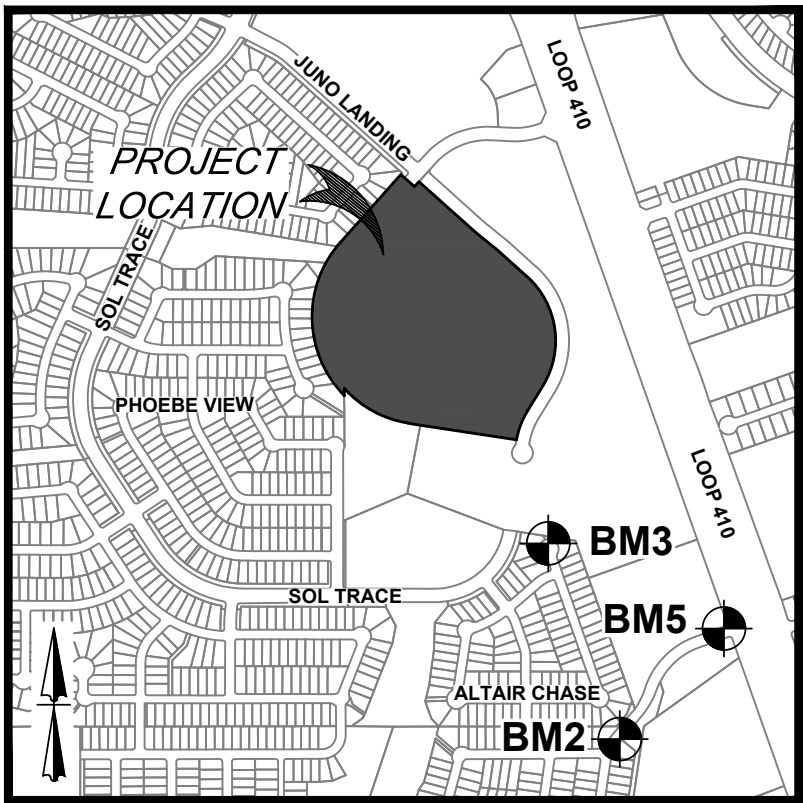 JUNO LANDING
LOOP 410
PROJECT
LOCATION
SOL TRACE
PHOEBE VIEW
LOOP 410
BM3
SOL TRACE
BM5
ALTAIR CHASE
BM2